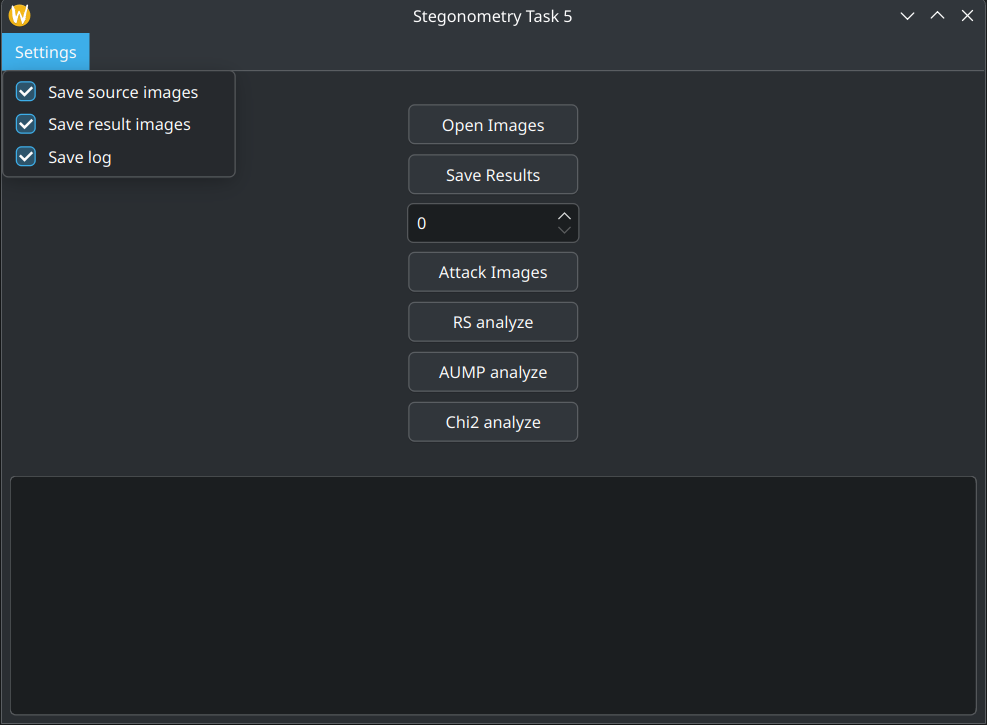 Stegonometry Task 5
Settings
Save source images
Save result images
Save log
Open Images
Save Results
0
Attack Images
RS analyze
AUMP analyze
Chi2 analyze